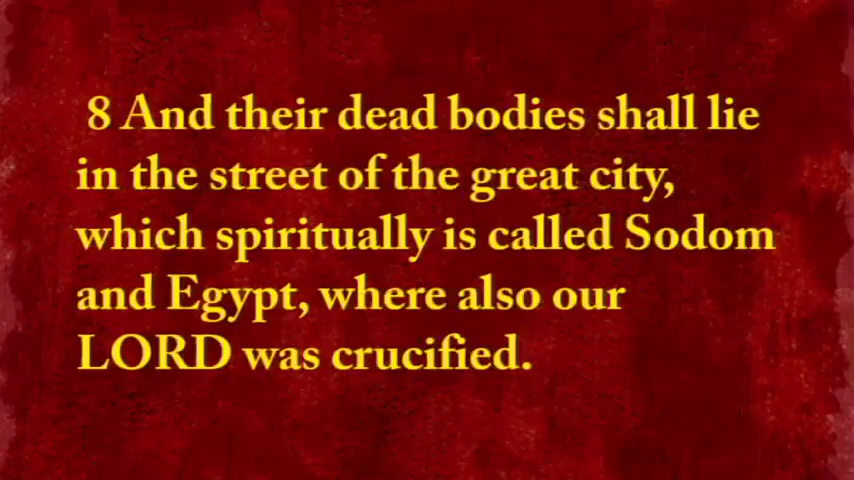 8 And their dead bodies shall lie
in the street of the great city,
which spiritually is called Sodom
and Egypt, where also our
LORD was crucified.